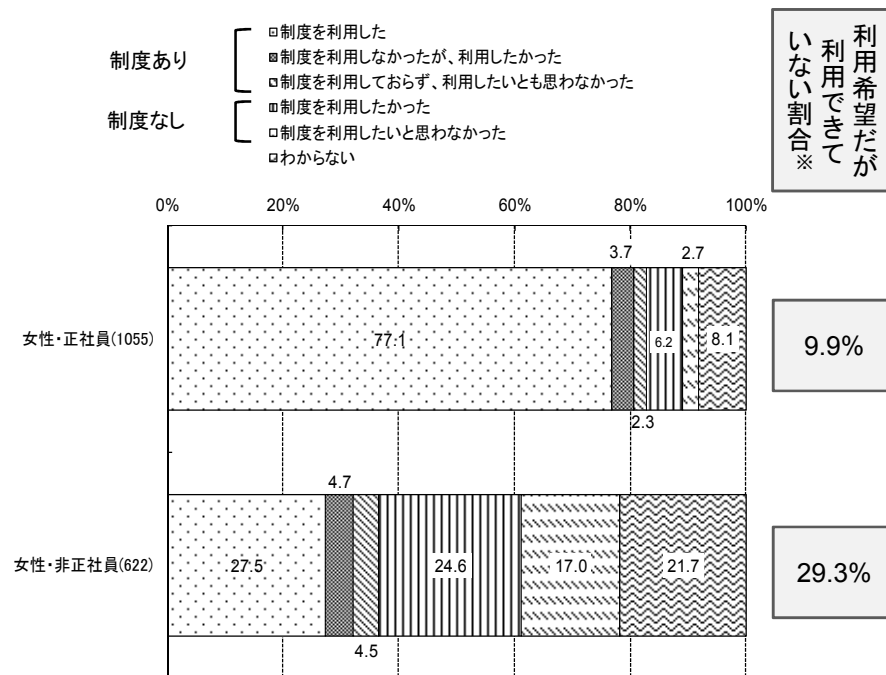 制度あり
□制度を利用した
制度を利用しなかったが、利用したかった
制度を利用しておらず、利用したいとも思わなかった
制度なし
制度を利用したかった
□制度を利用したいと思わなかった
わからない
利用希望だが
利用できて
いない割合※
0% 20% 40% 60% 80% 100%
3.7 2.7
女性・正社員(1055) 77.1 6.2 8.1 9.9%
2.3
4.7
女性・非正社員(622) 27.5 24.6 17.0 21.7 29.3%
4.5